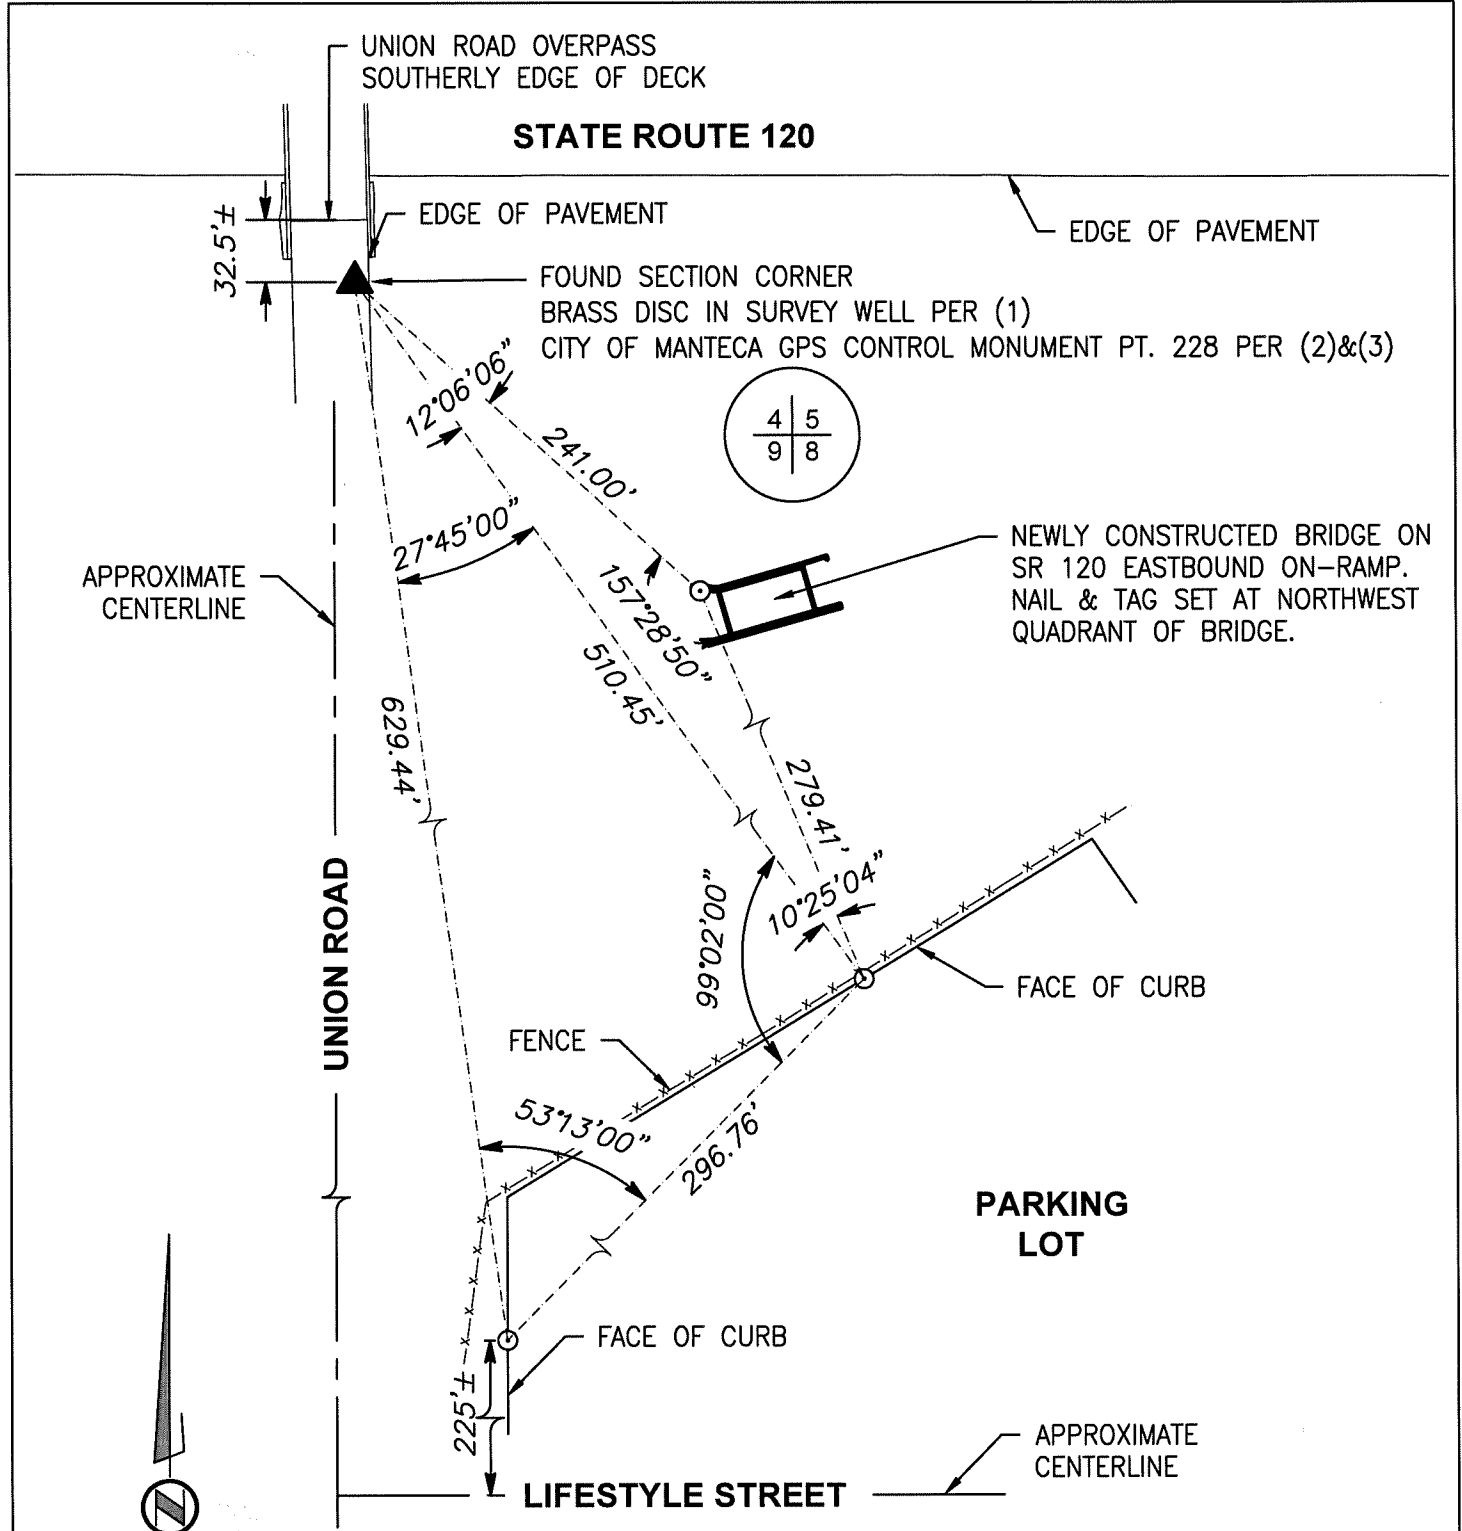 UNION ROAD OVERPASS
SOUTHERLY EDGE OF DECK
STATE ROUTE 120
EDGE OF PAVEMENT
EDGE OF PAVEMENT
32.5'±
FOUND SECTION CORNER
BRASS DISC IN SURVEY WELL PER (1)
CITY OF MANTECA GPS CONTROL MONUMENT PT. 228 PER (2)&(3)
12°06'06"
4 5
9 8
241.00'
27°45'00"
NEWLY CONSTRUCTED BRIDGE ON
SR 120 EASTBOUND ON-RAMP.
NAIL & TAG SET AT NORTHWEST
QUADRANT OF BRIDGE.
APPROXIMATE
CENTERLINE
157°28'50"
510.45'
629.44'
279.41'
10°25'04"
99°02'00"
UNION ROAD
FACE OF CURB
FENCE
53°13'00"
296.76'
PARKING
LOT
FACE OF CURB
225'±
APPROXIMATE
CENTERLINE
LIFESTYLE STREET
N